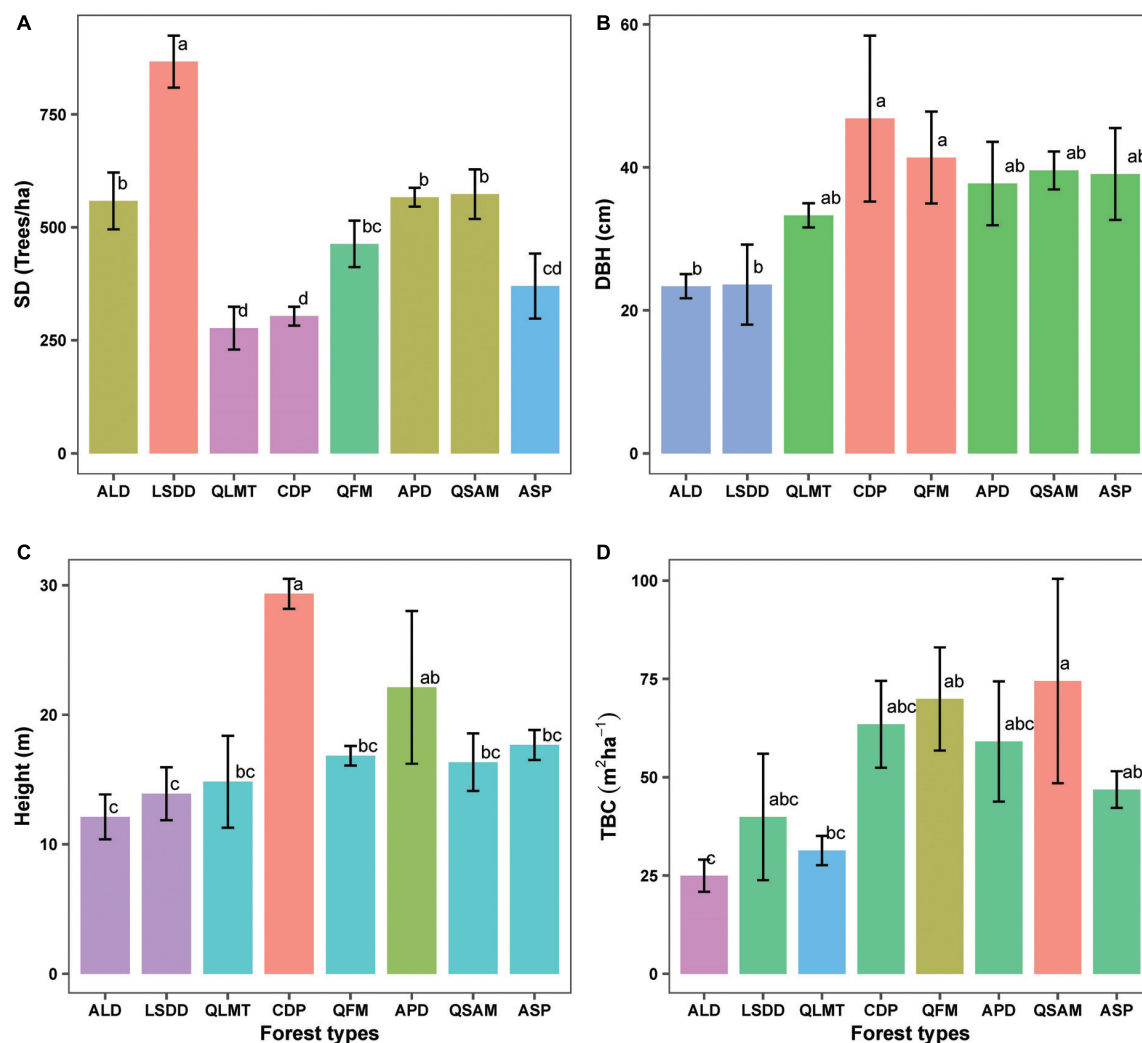 A
SD (Trees/ha)
750
500
250
0
a
b
b
b
bc
cd
d
d
ALD LSDD QLMT CDP QFM APD QSAM ASP
B
DBH (cm)
60
40
20
0
a
a
ab
ab
ab
ab
b
b
ALD LSDD QLMT CDP QFM APD QSAM ASP
C
Height (m)
30
20
10
0
a
ab
bc
bc
bc
bc
c
c
ALD LSDD QLMT CDP QFM APD QSAM ASP
Forest types
D
TBC (m²ha⁻¹)
100
75
50
25
0
a
ab
abc
abc
abc
ab
bc
c
ALD LSDD QLMT CDP QFM APD QSAM ASP
Forest types